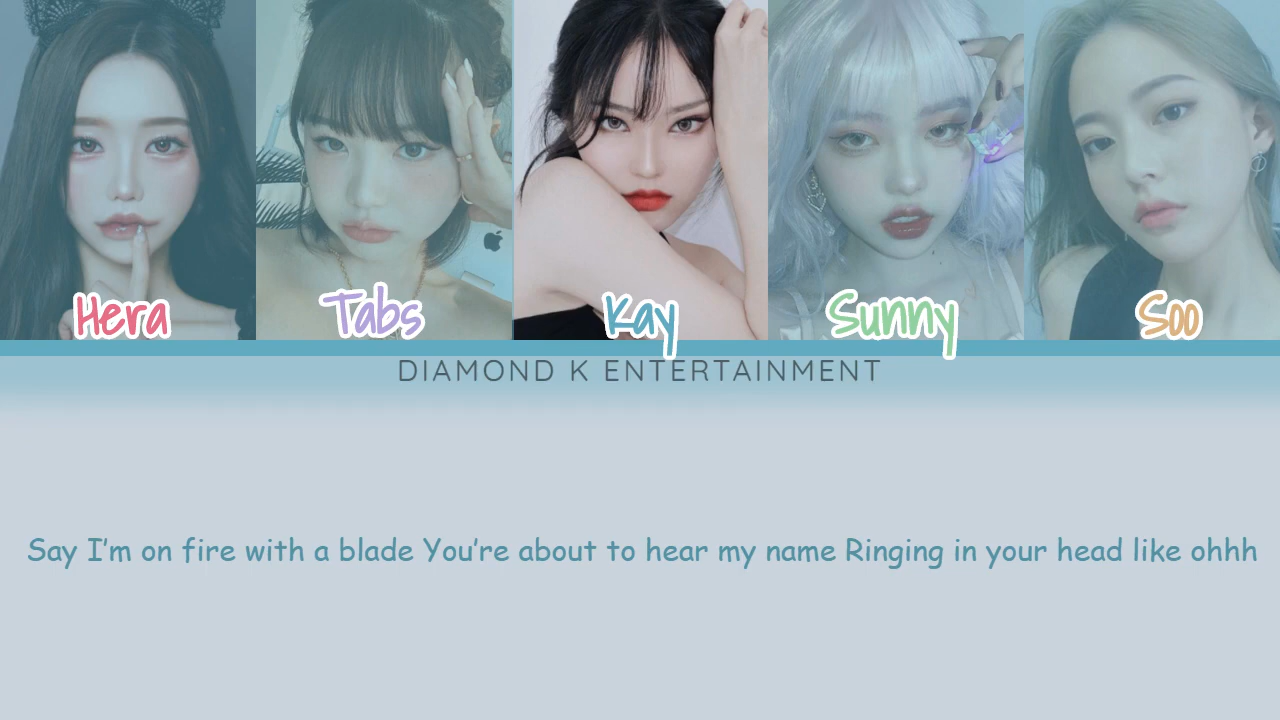 Hera Tabs Kay Sunny Soo
DIAMOND K ENTERTAINMENT
Say I’m on fire with a blade You’re about to hear my name Ringing in your head like ohhh